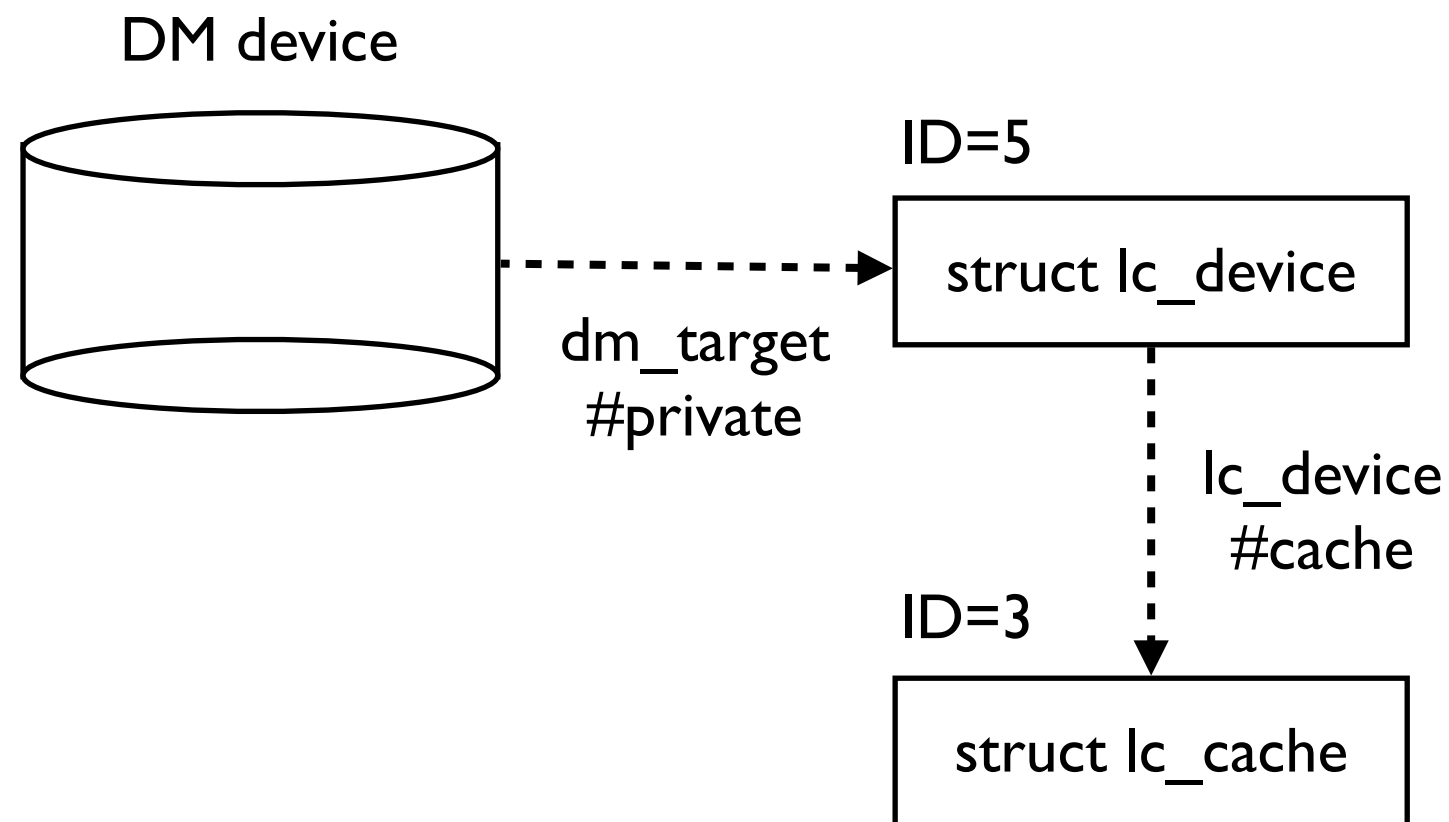 DM device
ID=5
struct lc_device
dm_target
#private
lc_device
#cache
ID=3
struct lc_cache